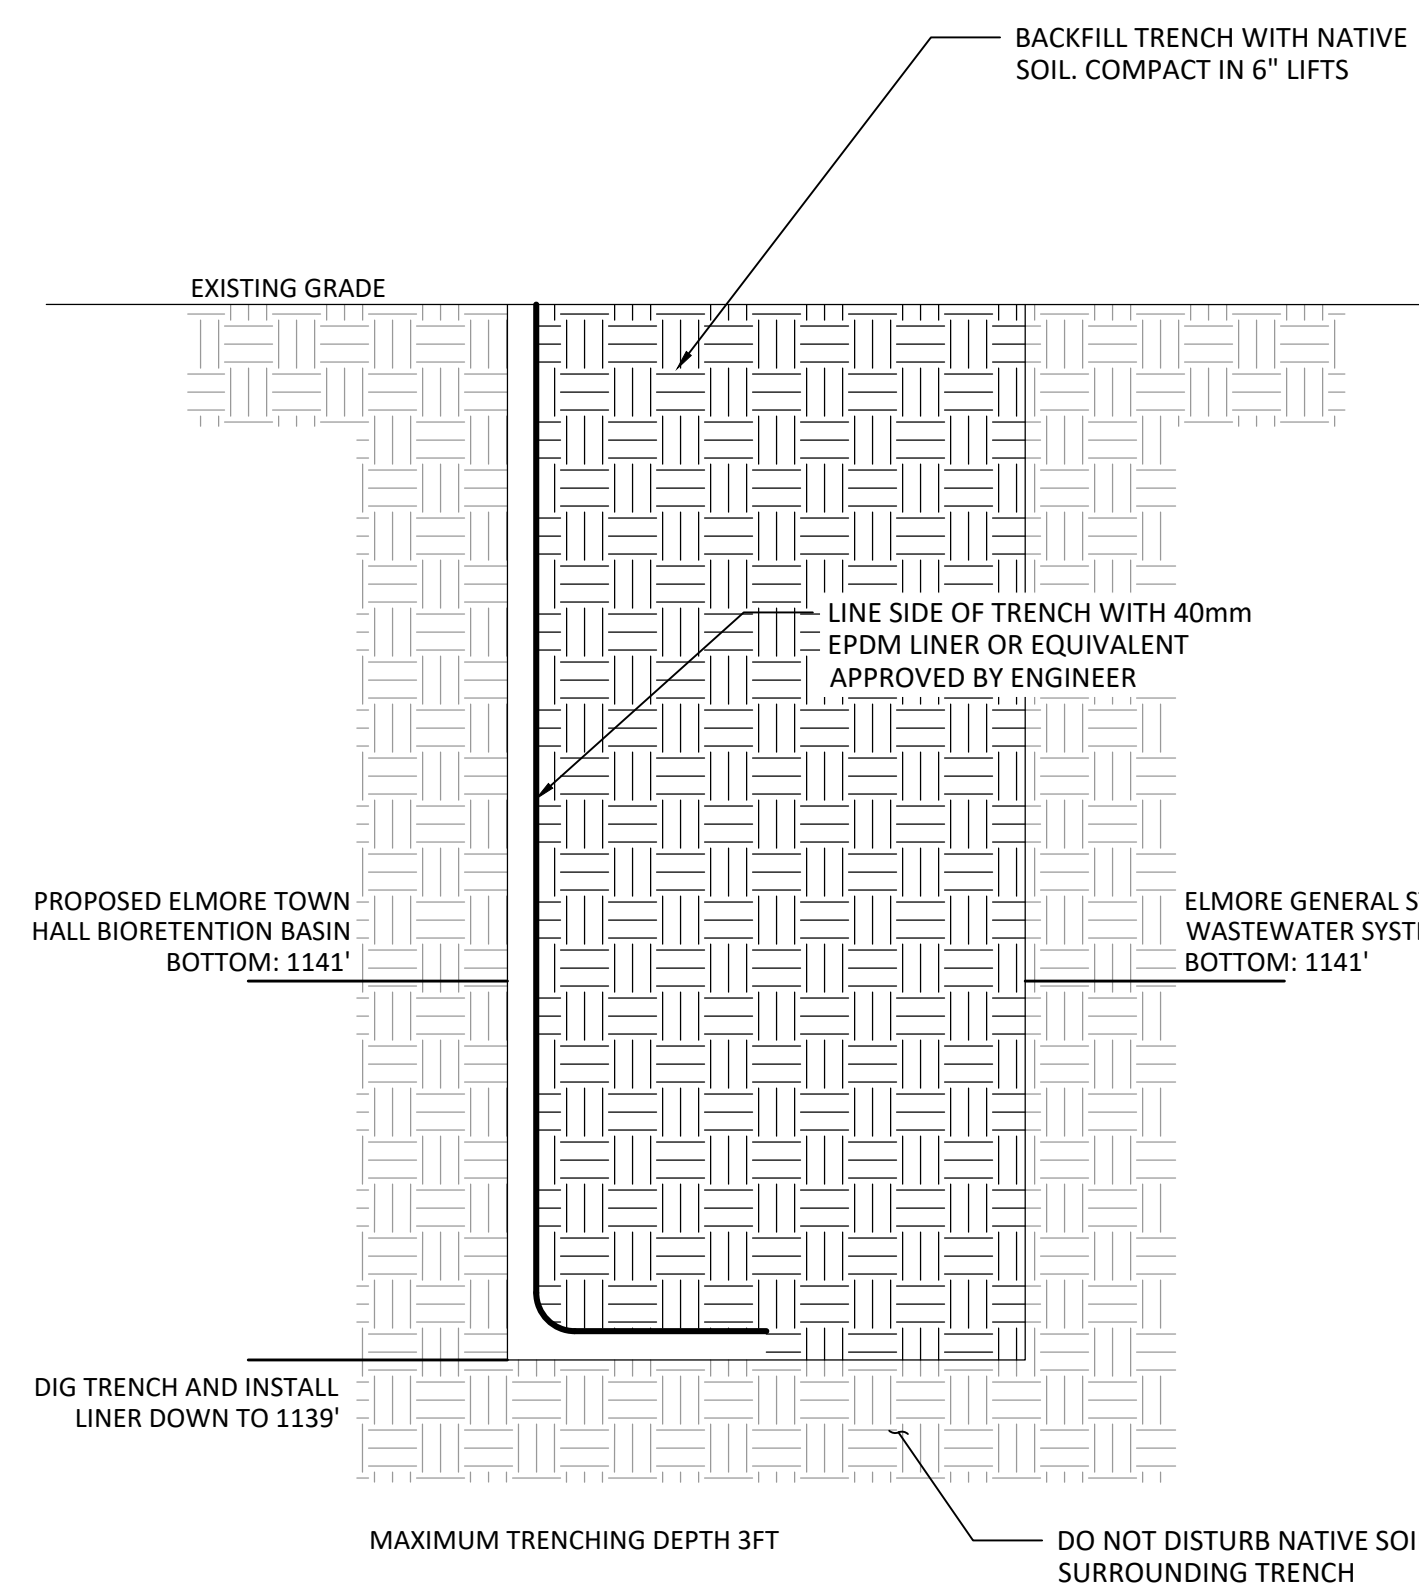 BACKFILL TRENCH WITH NATIVE
SOIL. COMPACT IN 6" LIFTS
EXISTING GRADE
LINE SIDE OF TRENCH WITH 40mm
EPDM LINER OR EQUIVALENT
APPROVED BY ENGINEER
PROPOSED ELMORE TOWN
HALL BIORETENTION BASIN
BOTTOM: 1141'
ELMORE GENERAL
WASTEWATER
BOTTOM: 1141'
DIG TRENCH AND INSTALL
LINER DOWN TO 1139'
MAXIMUM TRENCHING DEPTH 3FT
DO NOT DISTURB NATIVE
SURROUNDING TRENCH